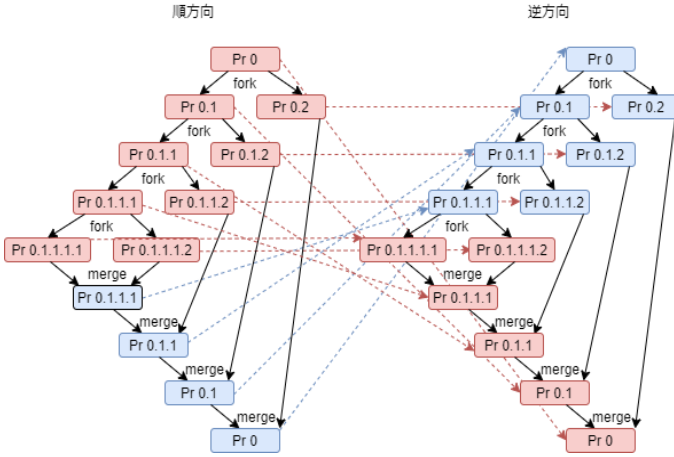 順方向
逆方向
Pr 0
fork
Pr 0.1
Pr 0.2
fork
Pr 0.1.1
Pr 0.1.2
fork
Pr 0.1.1.1
Pr 0.1.1.2
fork
Pr 0.1.1.1.1
Pr 0.1.1.1.2
merge
Pr 0.1.1.1
merge
Pr 0.1.1
merge
Pr 0.1
merge
Pr 0
Pr 0
fork
Pr 0.1
Pr 0.2
fork
Pr 0.1.1
Pr 0.1.2
fork
Pr 0.1.1.1
Pr 0.1.1.2
fork
Pr 0.1.1.1.1
Pr 0.1.1.1.2
merge
Pr 0.1.1.1
merge
Pr 0.1.1
merge
Pr 0.1
merge
Pr 0